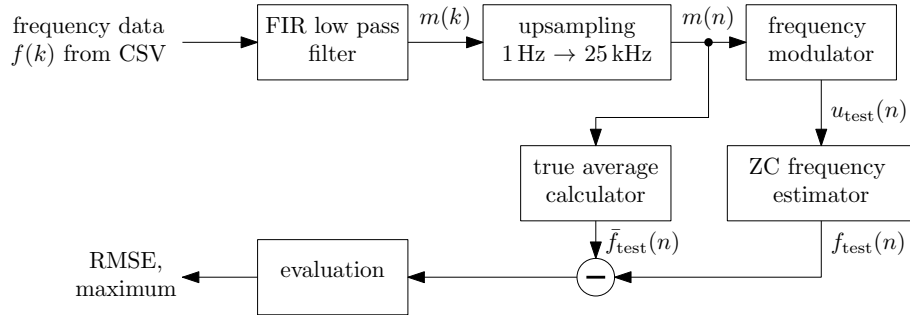 frequency data
f(k) from CSV
FIR low pass
filter
m(k)
upsampling
1 Hz → 25 kHz
m(n)
frequency
modulator
u_test(n)
true average
calculator
ZC frequency
estimator
f̄_test(n)
f_test(n)
RMSE,
maximum
evaluation
−